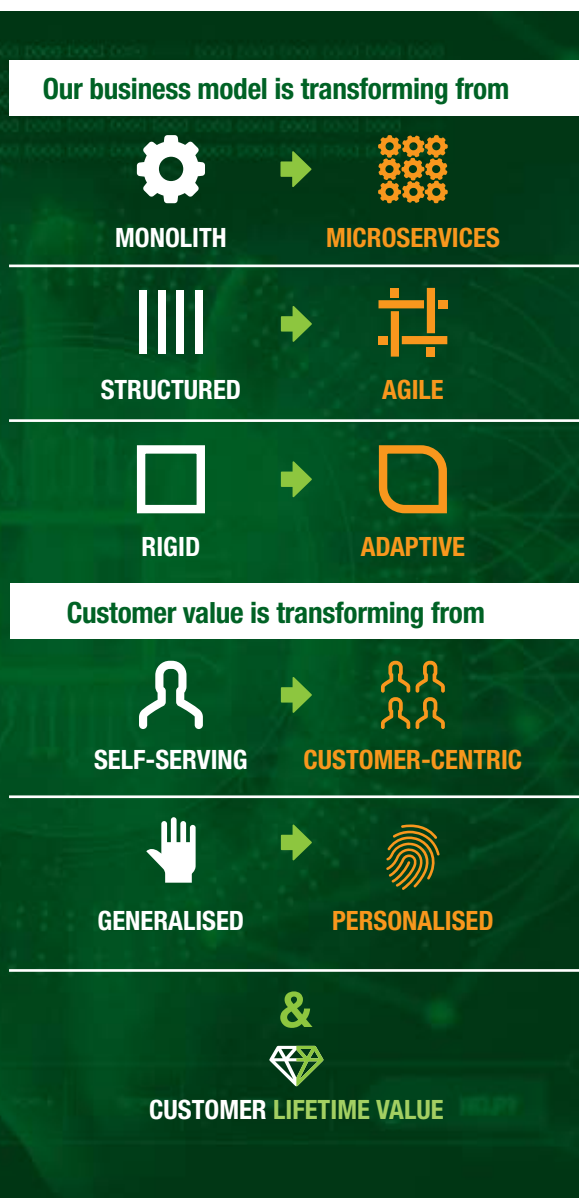 Our business model is transforming from
MONOLITH MICROSERVICES
STRUCTURED AGILE
RIGID ADAPTIVE
Customer value is transforming from
SELF-SERVING CUSTOMER-CENTRIC
GENERALISED PERSONALISED
&
CUSTOMER LIFETIME VALUE